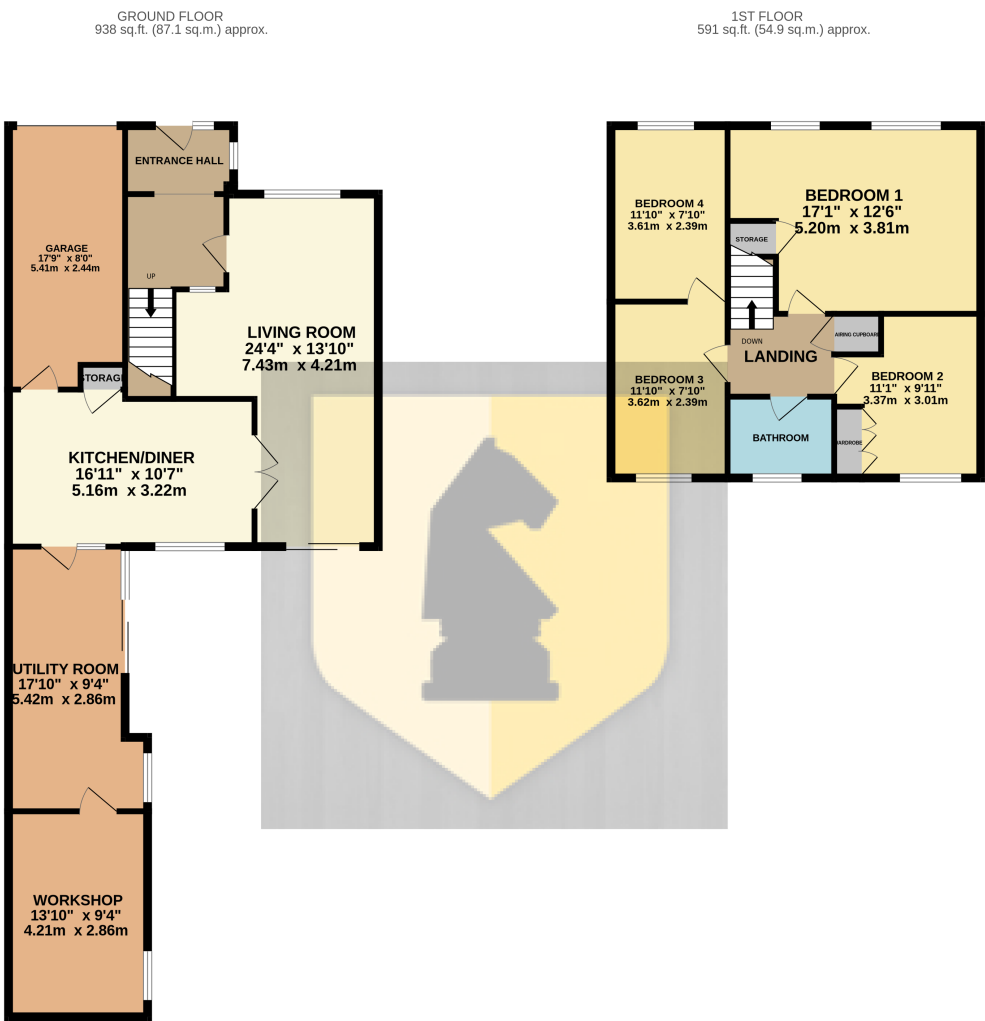 GROUND FLOOR
938 sq.ft. (87.1 sq.m.) approx.
1ST FLOOR
591 sq.ft. (54.9 sq.m.) approx.
ENTRANCE HALL
GARAGE
17'9" x 8'0"
5.41m x 2.44m
UP
LIVING ROOM
24'4" x 13'10"
7.43m x 4.21m
STORAGE
KITCHEN/DINER
16'11" x 10'7"
5.16m x 3.22m
UTILITY ROOM
17'10" x 9'4"
5.42m x 2.86m
WORKSHOP
13'10" x 9'4"
4.21m x 2.86m
BEDROOM 4
11'10" x 7'10"
3.61m x 2.39m
BEDROOM 1
17'1" x 12'6"
5.20m x 3.81m
STORAGE
DOWN
LANDING
AIRING CUPBOARD
BEDROOM 3
11'10" x 7'10"
3.62m x 2.39m
BEDROOM 2
11'1" x 9'11"
3.37m x 3.01m
BATHROOM
WARDROBE